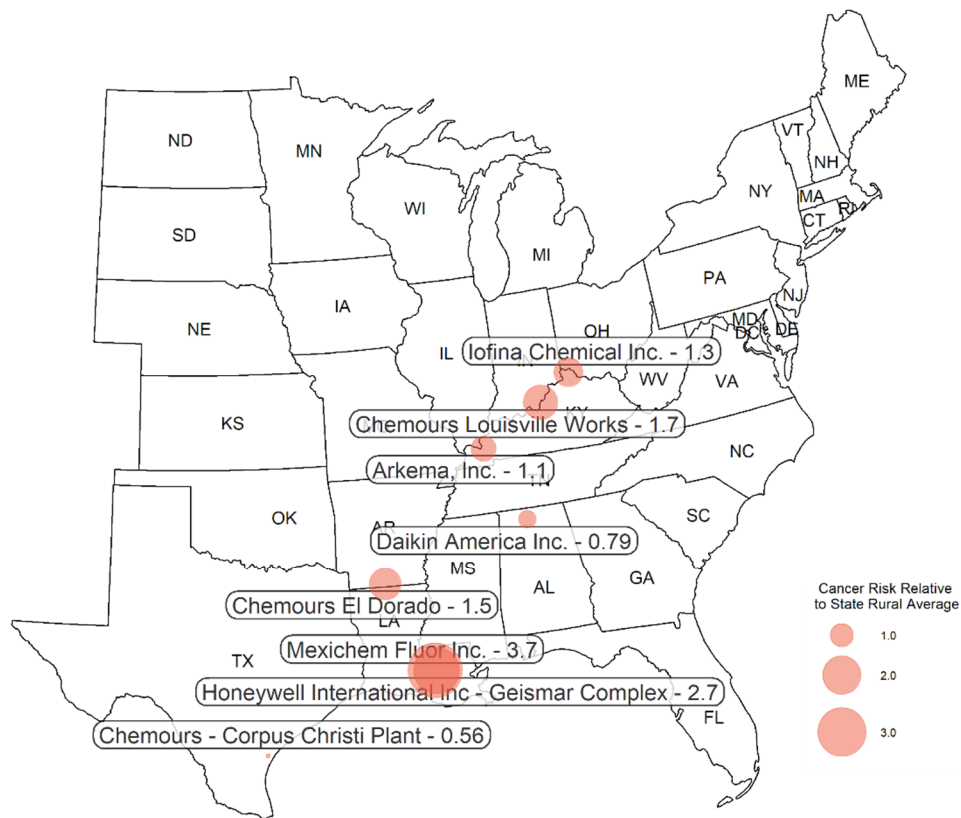 ME
ND
MN
VT
NH
NY
MA
WI
SD
CT
RI
MI
PA
IA
NJ
NE
OH
MD
DC
DE
IL
IN
Iofina Chemical Inc. - 1.3
WV
VA
KS
KY
Chemours Louisville Works - 1.7
NC
Arkema, Inc. - 1.1
TN
OK
AR
SC
Daikin America Inc. - 0.79
MS
GA
AL
Cancer Risk Relative
to State Rural Average
Chemours El Dorado - 1.5
LA
1.0
Mexichem Fluor Inc. - 3.7
TX
2.0
Honeywell International Inc - Geismar Complex - 2.7
FL
3.0
Chemours - Corpus Christi Plant - 0.56